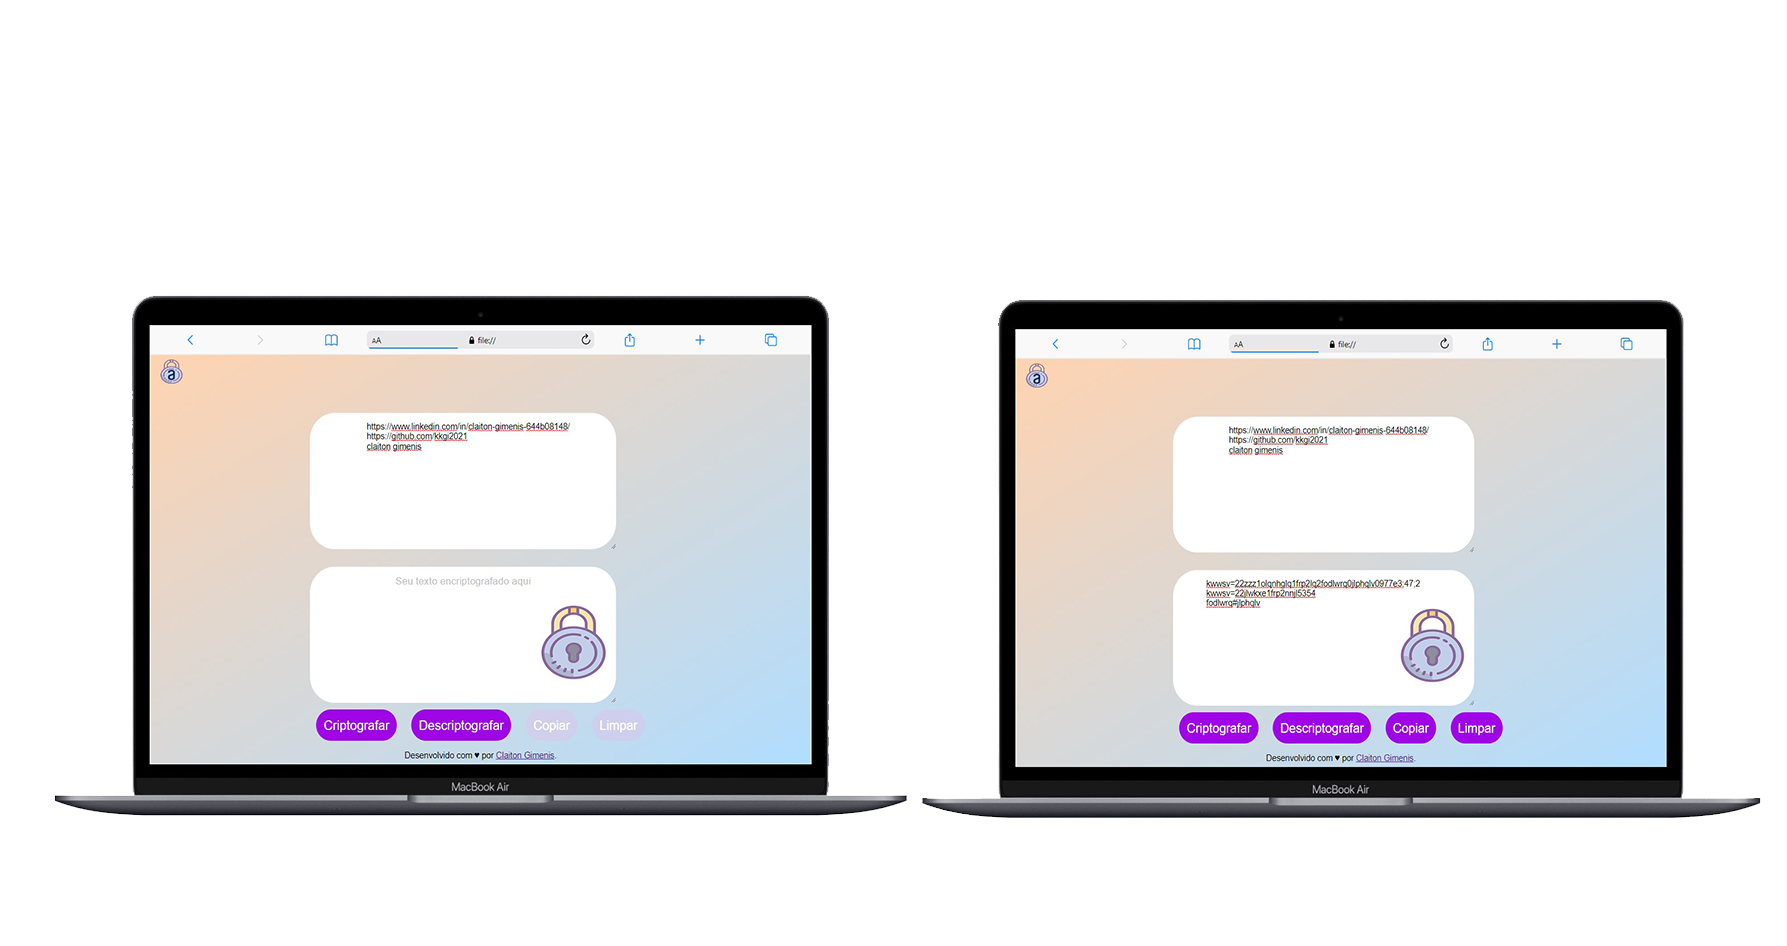 AA
file://
a
https://www.linkedin.com/in/claiton-gimenis-644b08148/
https://github.com/kkgi2021
claiton gimenis
Seu texto encriptografado aqui
Criptografar
Descriptografar
Copiar
Limpar
Desenvolvido com ♥ por Claiton Gimenis.
MacBook Air
AA
file://
a
https://www.linkedin.com/in/claiton-gimenis-644b08148/
https://github.com/kkgi2021
claiton gimenis
kwwsv=22zzz1olqnhglq1frp2lq2fodlwrq0jlphqlv0977e3;47;2
kwwsv=22jlwkxe1frp2nnjl5354
fodlwrq#jlphqlv
Criptografar
Descriptografar
Copiar
Limpar
Desenvolvido com ♥ por Claiton Gimenis.
MacBook Air